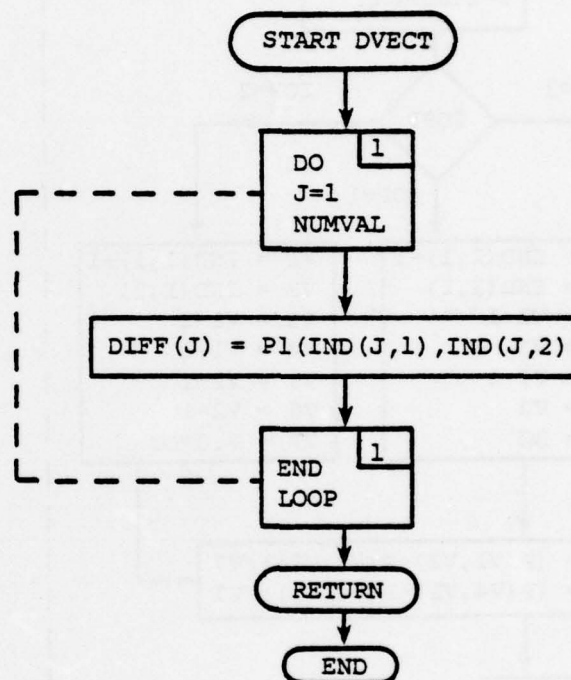 START DVECT
1
DO
J=1
NUMVAL
DIFF(J) = P1(IND(J,1),IND(J,2)
1
END
LOOP
RETURN
END